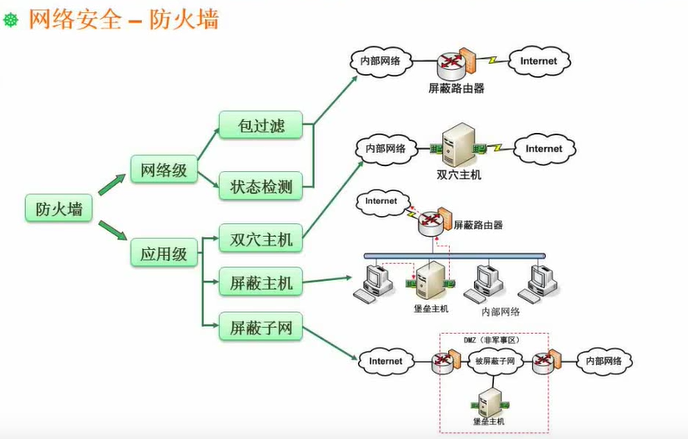 网络安全 – 防火墙
防火墙
网络级
应用级
包过滤
状态检测
双穴主机
屏蔽主机
屏蔽子网
内部网络
屏蔽路由器
Internet
内部网络
双穴主机
Internet
Internet
屏蔽路由器
堡垒主机
内部网络
DMZ（非军事区）
Internet
被屏蔽子网
内部网络
堡垒主机